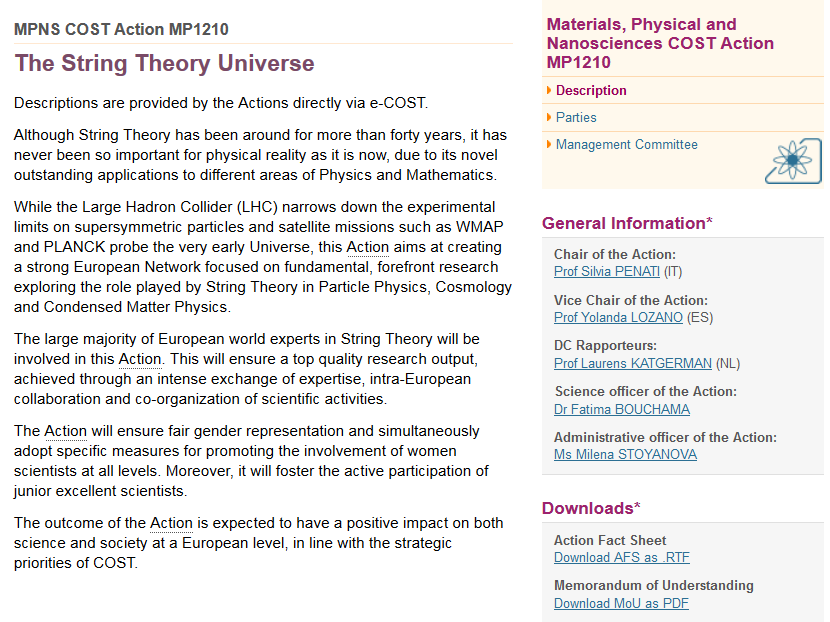 MPNS COST Action MP1210
The String Theory Universe
Descriptions are provided by the Actions directly via e-COST.
Although String Theory has been around for more than forty years, it has
never been so important for physical reality as it is now, due to its novel
outstanding applications to different areas of Physics and Mathematics.
While the Large Hadron Collider (LHC) narrows down the experimental
limits on supersymmetric particles and satellite missions such as WMAP
and PLANCK probe the very early Universe, this Action aims at creating
a strong European Network focused on fundamental, forefront research
exploring the role played by String Theory in Particle Physics, Cosmology
and Condensed Matter Physics.
The large majority of European world experts in String Theory will be
involved in this Action. This will ensure a top quality research output,
achieved through an intense exchange of expertise, intra-European
collaboration and co-organization of scientific activities.
The Action will ensure fair gender representation and simultaneously
adopt specific measures for promoting the involvement of women
scientists at all levels. Moreover, it will foster the active participation of
junior excellent scientists.
The outcome of the Action is expected to have a positive impact on both
science and society at a European level, in line with the strategic
priorities of COST.
Materials, Physical and
Nanosciences COST Action
MP1210
Description
Parties
Management Committee
General Information*
Chair of the Action:
Prof Silvia PENATI (IT)
Vice Chair of the Action:
Prof Yolanda LOZANO (ES)
DC Rapporteurs:
Prof Laurens KATGERMAN (NL)
Science officer of the Action:
Dr Fatima BOUCHAMA
Administrative officer of the Action:
Ms Milena STOYANOVA
Downloads*
Action Fact Sheet
Download AFS as .RTF
Memorandum of Understanding
Download MoU as PDF